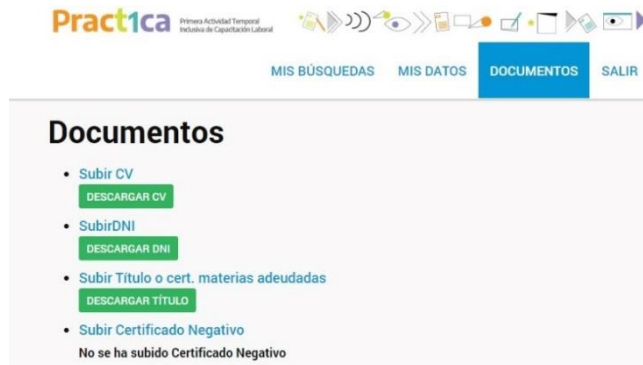 Pract1ca Primera Actividad Temporal
Inclusiva de Capacitación Laboral
MIS BÚSQUEDAS MIS DATOS DOCUMENTOS SALIR
Documentos
Subir CV
DESCARGAR CV
SubirDNI
DESCARGAR DNI
Subir Título o cert. materias adeudadas
DESCARGAR TÍTULO
Subir Certificado Negativo
No se ha subido Certificado Negativo